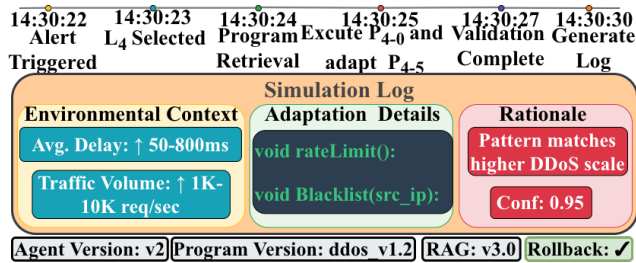 14:30:22 14:30:23 14:30:24 14:30:25 14:30:27 14:30:30
Alert Triggered
L4 Selected
Program Retrieval
Excute P4-0 and adapt P4-5
Validation Complete
Generate Log
Simulation Log
Environmental Context
Avg. Delay: ↑ 50-800ms
Traffic Volume: ↑ 1K-
10K req/sec
Adaptation Details
void rateLimit():
void Blacklist(src_ip):
Rationale
Pattern matches
higher DDoS scale
Conf: 0.95
Agent Version: v2
Program Version: ddos_v1.2
RAG: v3.0
Rollback: ✓